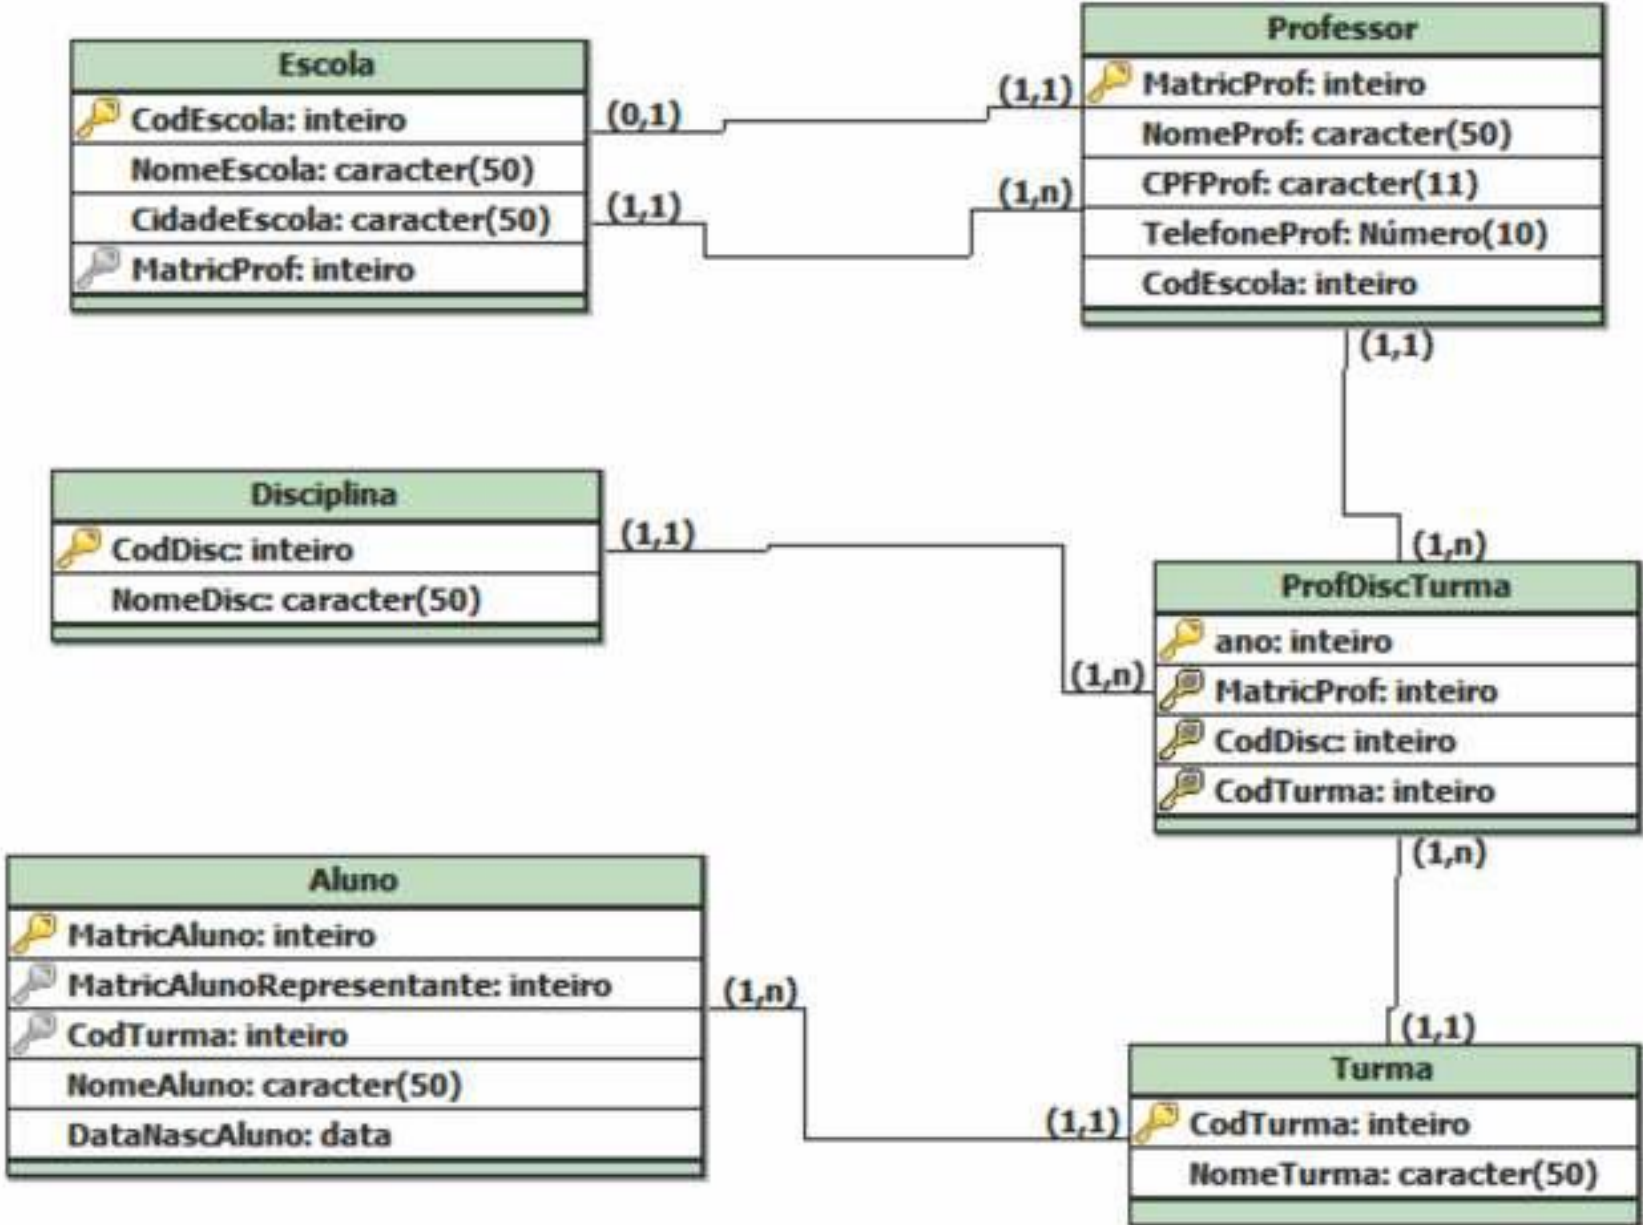 Escola
CodEscola: inteiro
NomeEscola: caracter(50)
CidadeEscola: caracter(50)
MatricProf: inteiro
(0,1)
(1,1)
(1,1)
(1,n)
Professor
MatricProf: inteiro
NomeProf: caracter(50)
CPFProf: caracter(11)
TelefoneProf: Número(10)
CodEscola: inteiro
(1,1)
Disciplina
CodDisc: inteiro
NomeDisc: caracter(50)
(1,1)
(1,n)
(1,n)
ProfDiscTurma
ano: inteiro
MatricProf: inteiro
CodDisc: inteiro
CodTurma: inteiro
(1,n)
Aluno
MatricAluno: inteiro
MatricAlunoRepresentante: inteiro
CodTurma: inteiro
NomeAluno: caracter(50)
DataNascAluno: data
(1,n)
(1,1)
(1,1)
Turma
CodTurma: inteiro
NomeTurma: caracter(50)